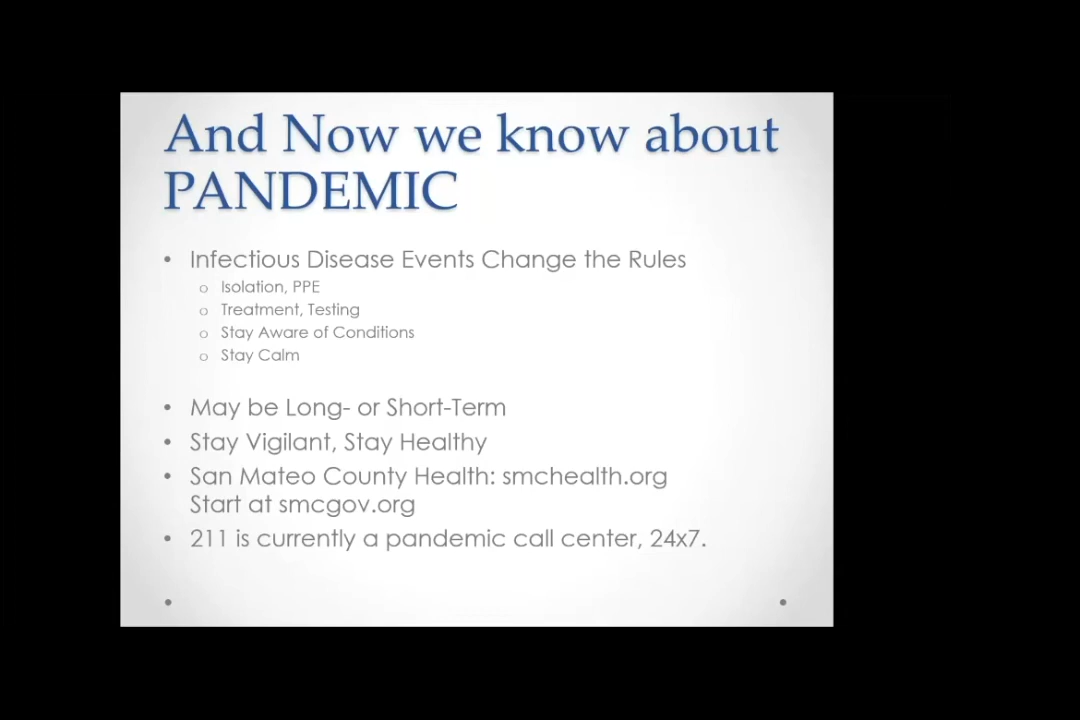 And Now we know about
PANDEMIC
• Infectious Disease Events Change the Rules
o Isolation, PPE
o Treatment, Testing
o Stay Aware of Conditions
o Stay Calm
• May be Long- or Short-Term
• Stay Vigilant, Stay Healthy
• San Mateo County Health: smchealth.org
Start at smcgov.org
• 211 is currently a pandemic call center, 24x7.